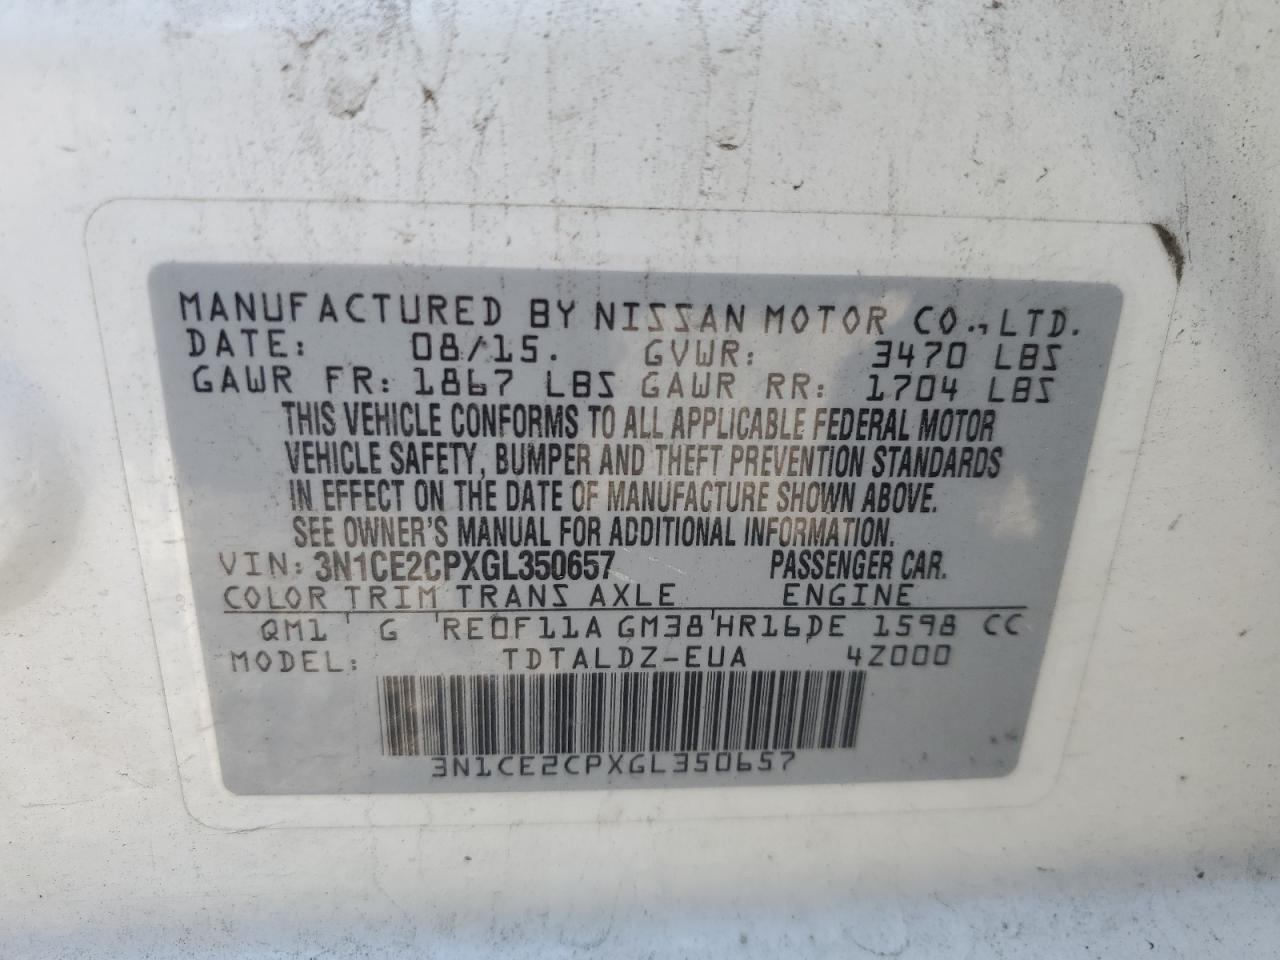 MANUFACTURED BY NISSAN MOTOR CO., LTD.
DATE: 08/15. GVWR: 3470 LBS
GAWR FR: 1867 LBS GAWR RR: 1704 LBS
THIS VEHICLE CONFORMS TO ALL APPLICABLE FEDERAL MOTOR
VEHICLE SAFETY, BUMPER AND THEFT PREVENTION STANDARDS
IN EFFECT ON THE DATE OF MANUFACTURE SHOWN ABOVE.
SEE OWNER'S MANUAL FOR ADDITIONAL INFORMATION.
VIN: 3N1CE2CPXGL350657 PASSENGER CAR.
COLOR TRIM TRANS AXLE ENGINE
QM1 G RE0F11A GM38 HR16DE 1598 CC
MODEL: TDTALDZ-EUA 4Z000
3N1CE2CPXGL350657